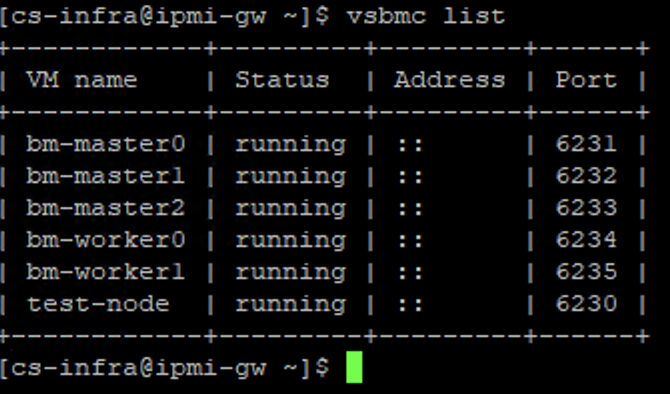 [cs-infra@ipmi-gw ~]$ vsbmc list
+------------+---------+---------+------+
| VM name    | Status  | Address | Port |
+------------+---------+---------+------+
| bm-master0 | running | ::      | 6231 |
| bm-master1 | running | ::      | 6232 |
| bm-master2 | running | ::      | 6233 |
| bm-worker0 | running | ::      | 6234 |
| bm-worker1 | running | ::      | 6235 |
| test-node  | running | ::      | 6230 |
+------------+---------+---------+------+
[cs-infra@ipmi-gw ~]$